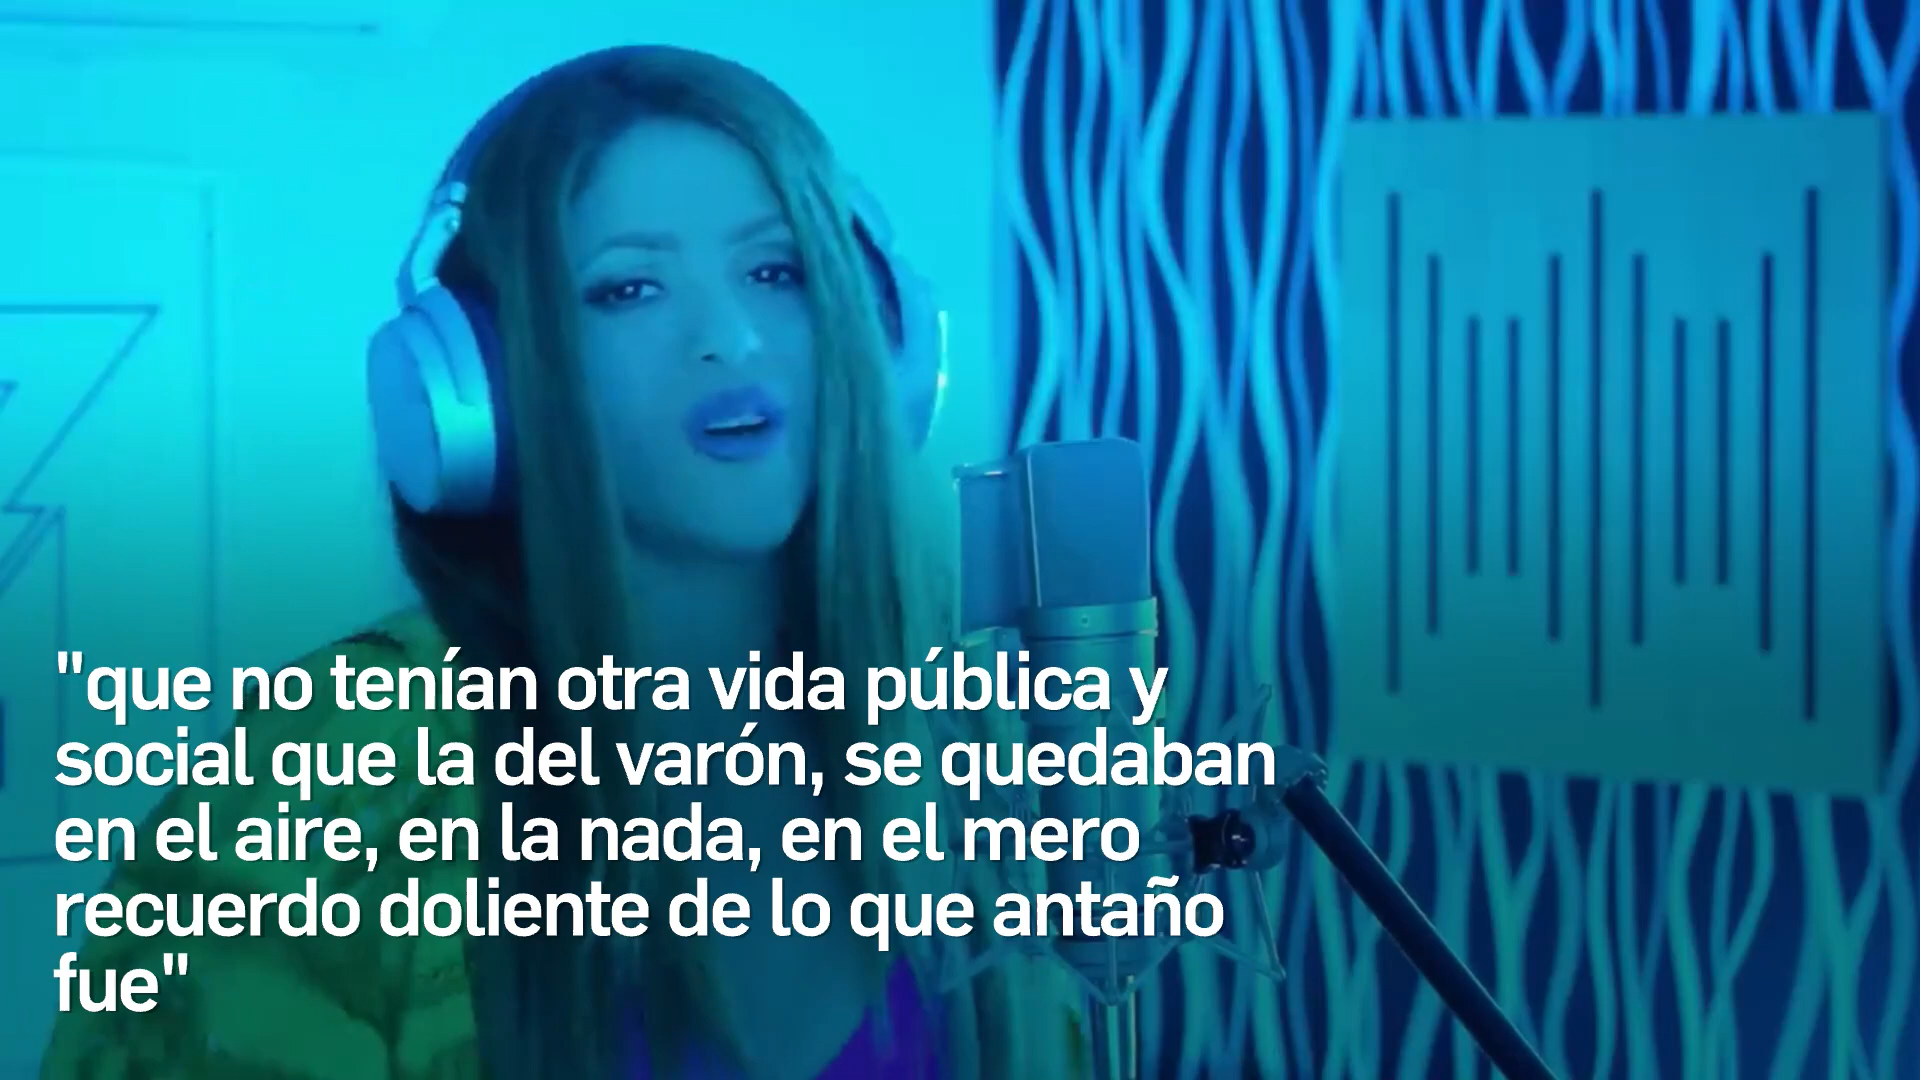 "que no tenían otra vida pública y
social que la del varón, se quedaban
en el aire, en la nada, en el mero
recuerdo doliente de lo que antaño
fue"